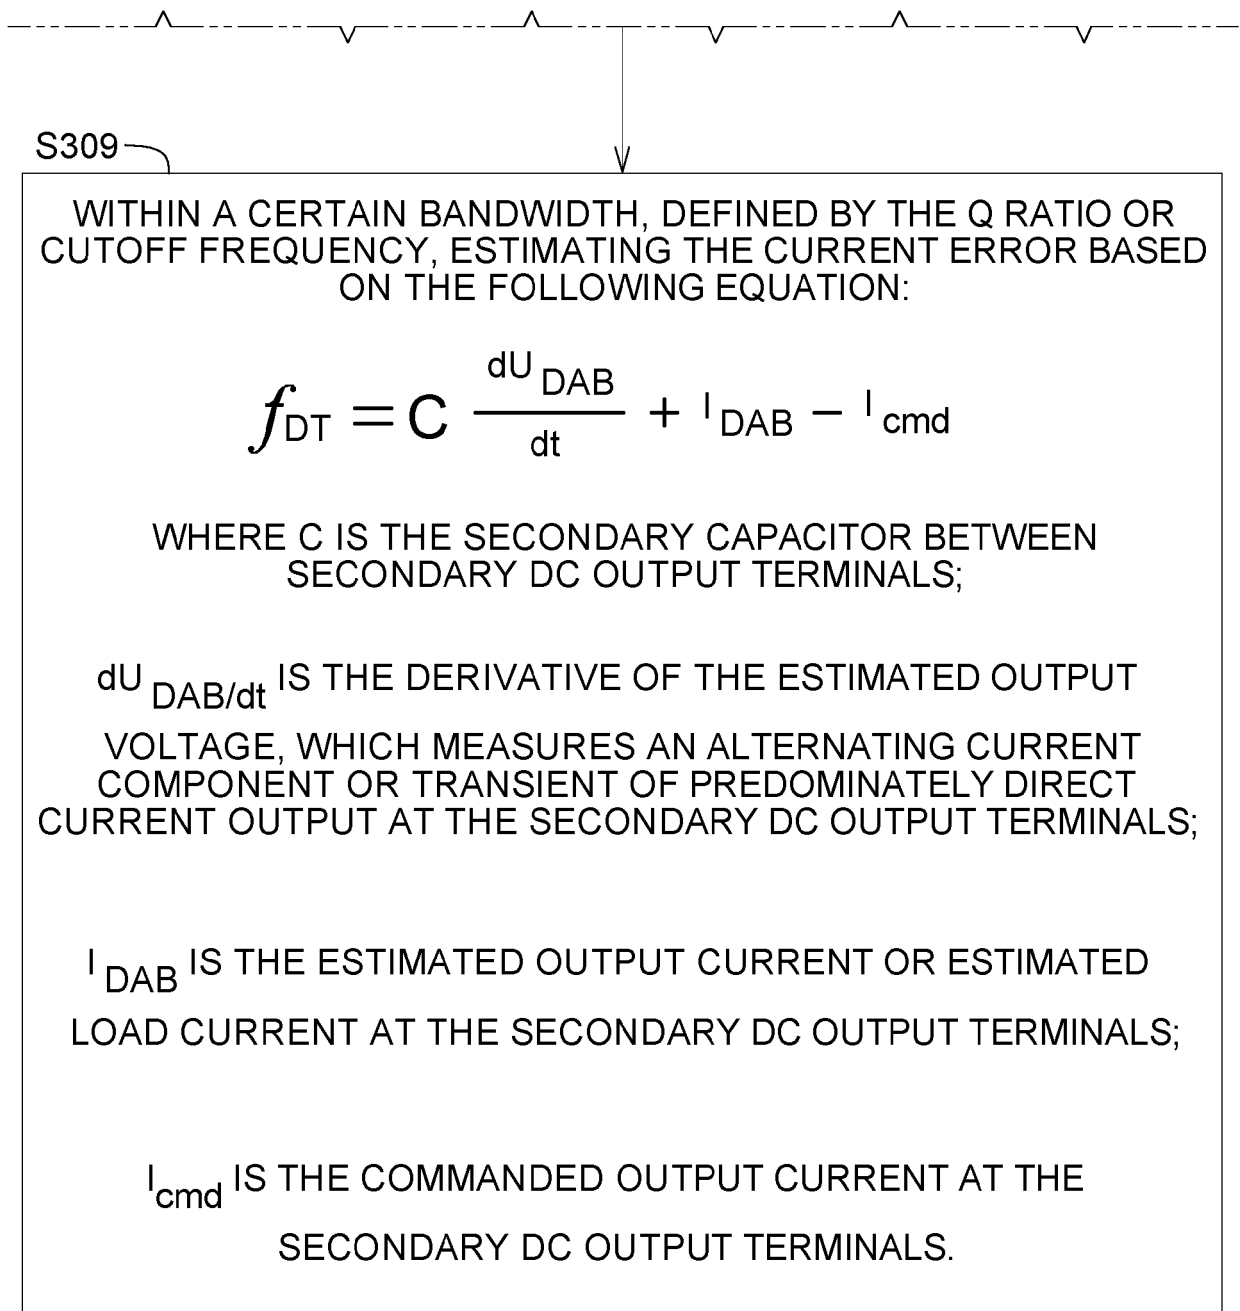 S309
WITHIN A CERTAIN BANDWIDTH, DEFINED BY THE Q RATIO OR
CUTOFF FREQUENCY, ESTIMATING THE CURRENT ERROR BASED
ON THE FOLLOWING EQUATION:
f_DT = C dU_DAB/dt + I_DAB − I_cmd
WHERE C IS THE SECONDARY CAPACITOR BETWEEN
SECONDARY DC OUTPUT TERMINALS;
dU_DAB/dt IS THE DERIVATIVE OF THE ESTIMATED OUTPUT
VOLTAGE, WHICH MEASURES AN ALTERNATING CURRENT
COMPONENT OR TRANSIENT OF PREDOMINATELY DIRECT
CURRENT OUTPUT AT THE SECONDARY DC OUTPUT TERMINALS;
I_DAB IS THE ESTIMATED OUTPUT CURRENT OR ESTIMATED
LOAD CURRENT AT THE SECONDARY DC OUTPUT TERMINALS;
I_cmd IS THE COMMANDED OUTPUT CURRENT AT THE
SECONDARY DC OUTPUT TERMINALS.